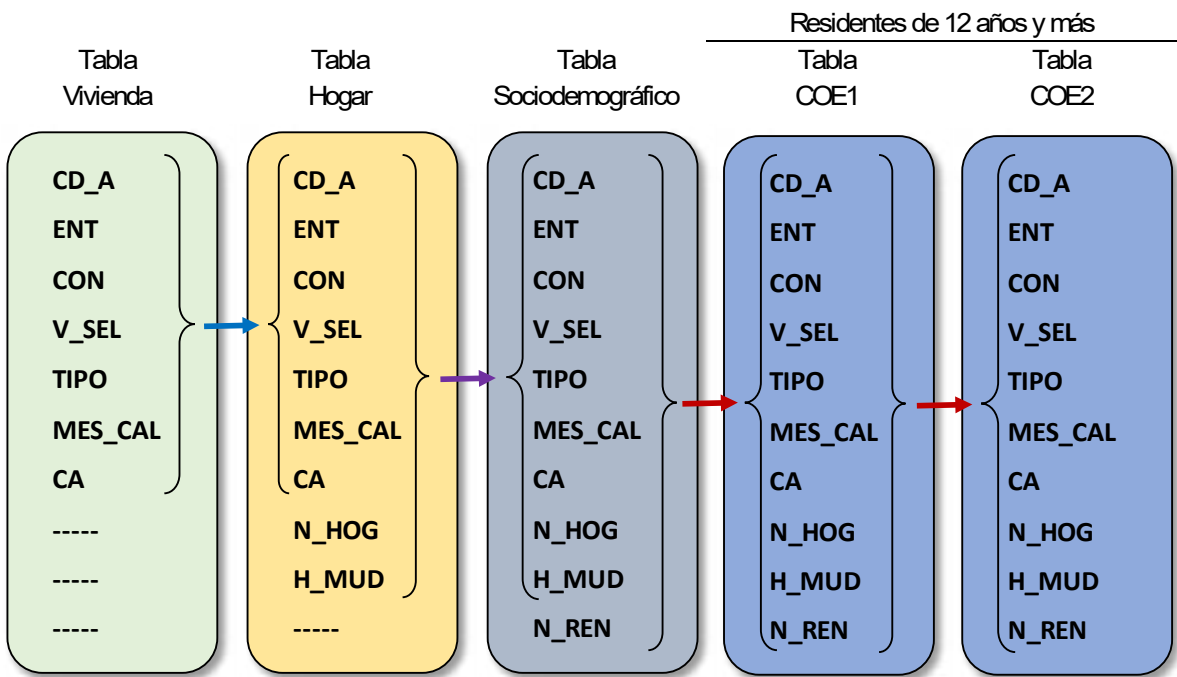 Residentes de 12 años y más
Tabla
Vivienda
Tabla
Hogar
Tabla
Sociodemográfico
Tabla
COE1
Tabla
COE2
CD_A
ENT
CON
V_SEL
TIPO
MES_CAL
CA
-----
-----
-----
CD_A
ENT
CON
V_SEL
TIPO
MES_CAL
CA
N_HOG
H_MUD
-----
CD_A
ENT
CON
V_SEL
TIPO
MES_CAL
CA
N_HOG
H_MUD
N_REN
CD_A
ENT
CON
V_SEL
TIPO
MES_CAL
CA
N_HOG
H_MUD
N_REN
CD_A
ENT
CON
V_SEL
TIPO
MES_CAL
CA
N_HOG
H_MUD
N_REN